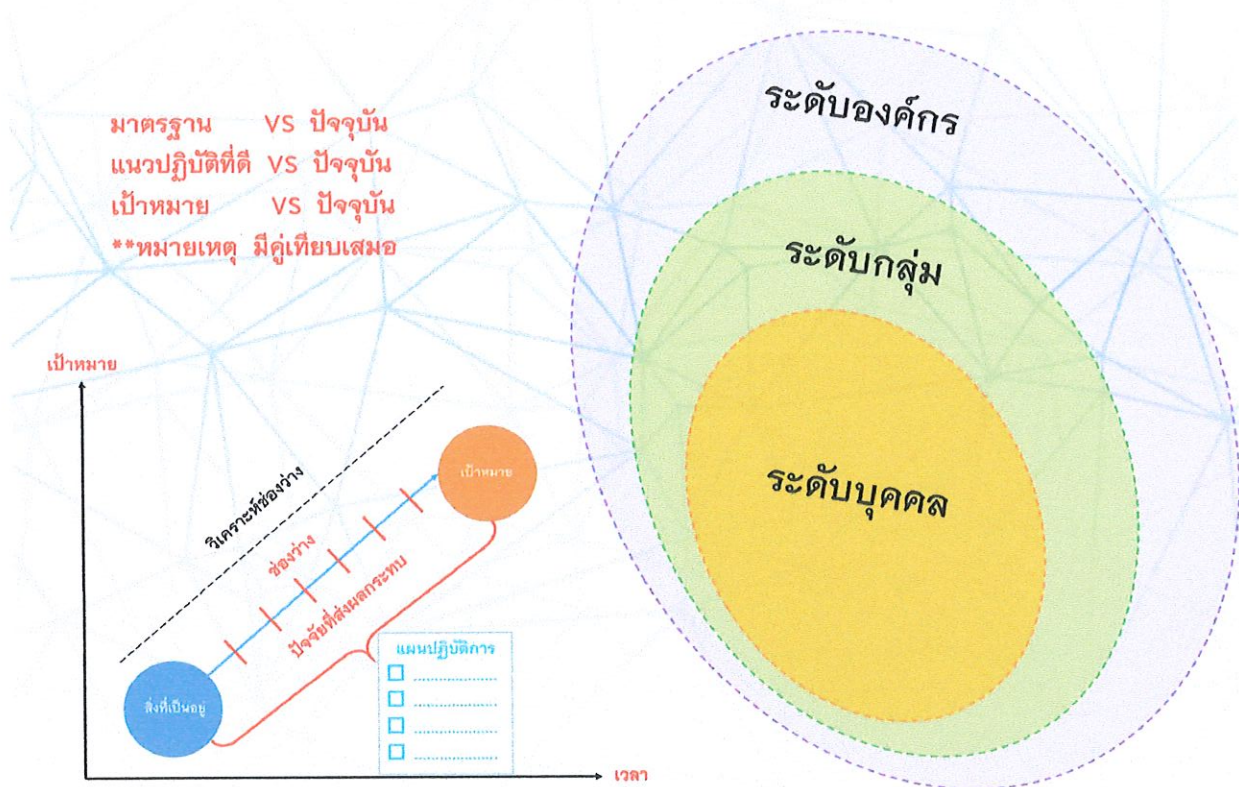 มาตรฐาน VS ปัจจุบัน
แนวปฏิบัติที่ดี VS ปัจจุบัน
เป้าหมาย VS ปัจจุบัน
**หมายเหตุ มีคู่เทียบเสมอ
ระดับองค์กร
ระดับกลุ่ม
ระดับบุคคล
เป้าหมาย
เป้าหมาย
วิเคราะห์ช่องว่าง
ช่องว่าง
ปัจจัยที่ส่งผลกระทบ
สิ่งที่เป็นอยู่
แผนปฏิบัติการ
เวลา